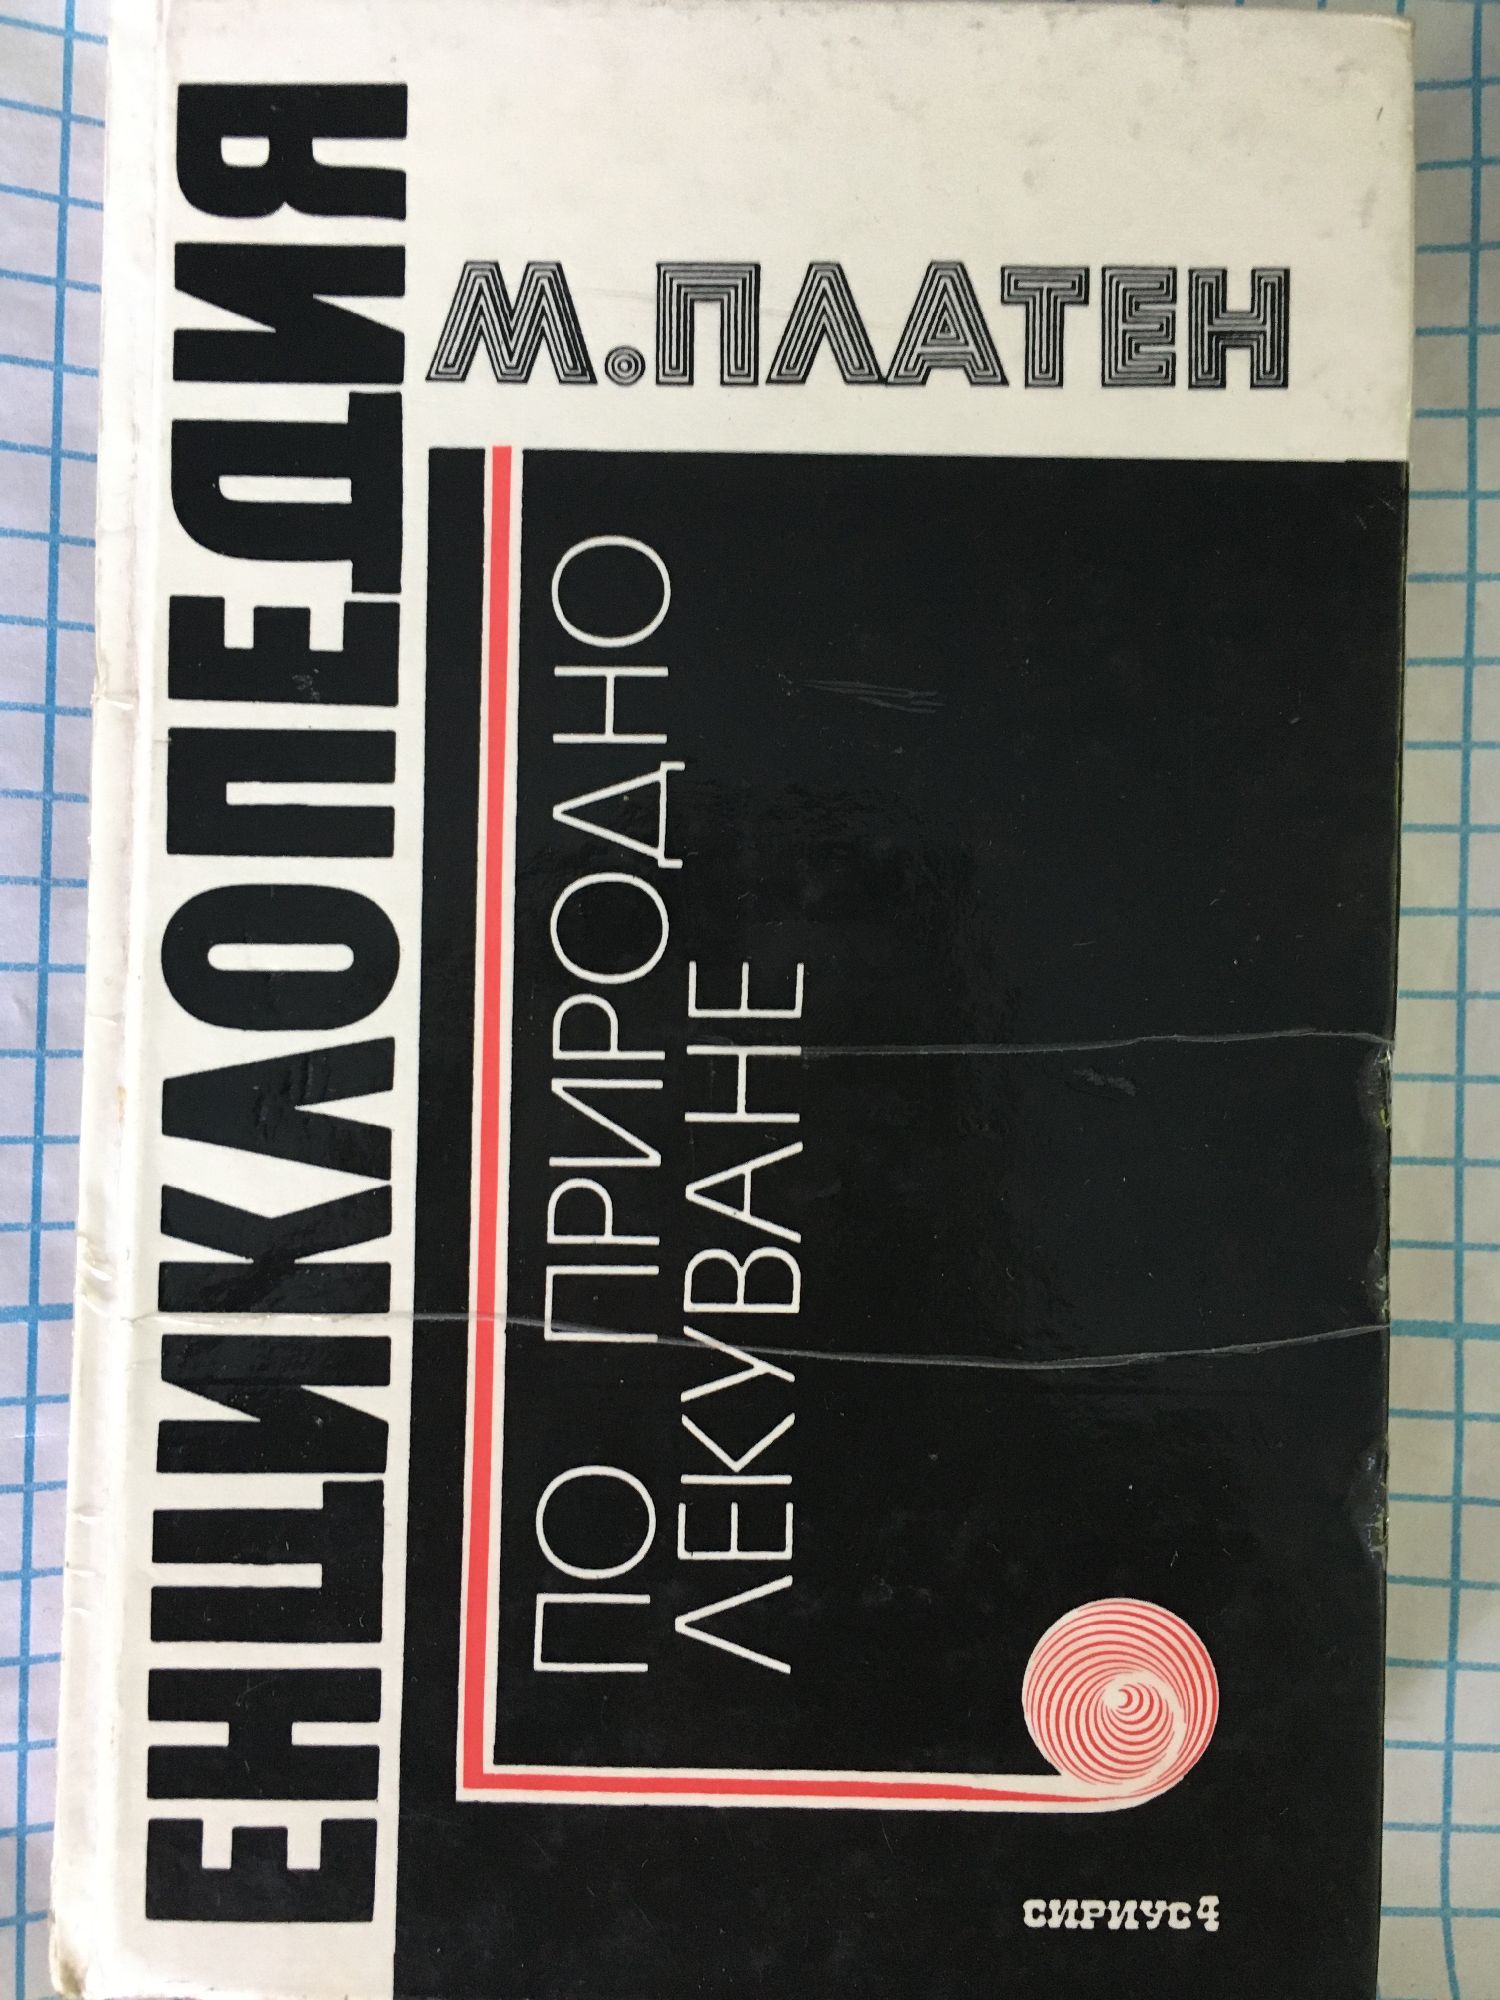 М.ПЛАТЕН
ЕНЦИКЛОПЕДИЯ
ПО ПРИРОДНО
ЛЕКУВАНЕ
СИРИУС 4